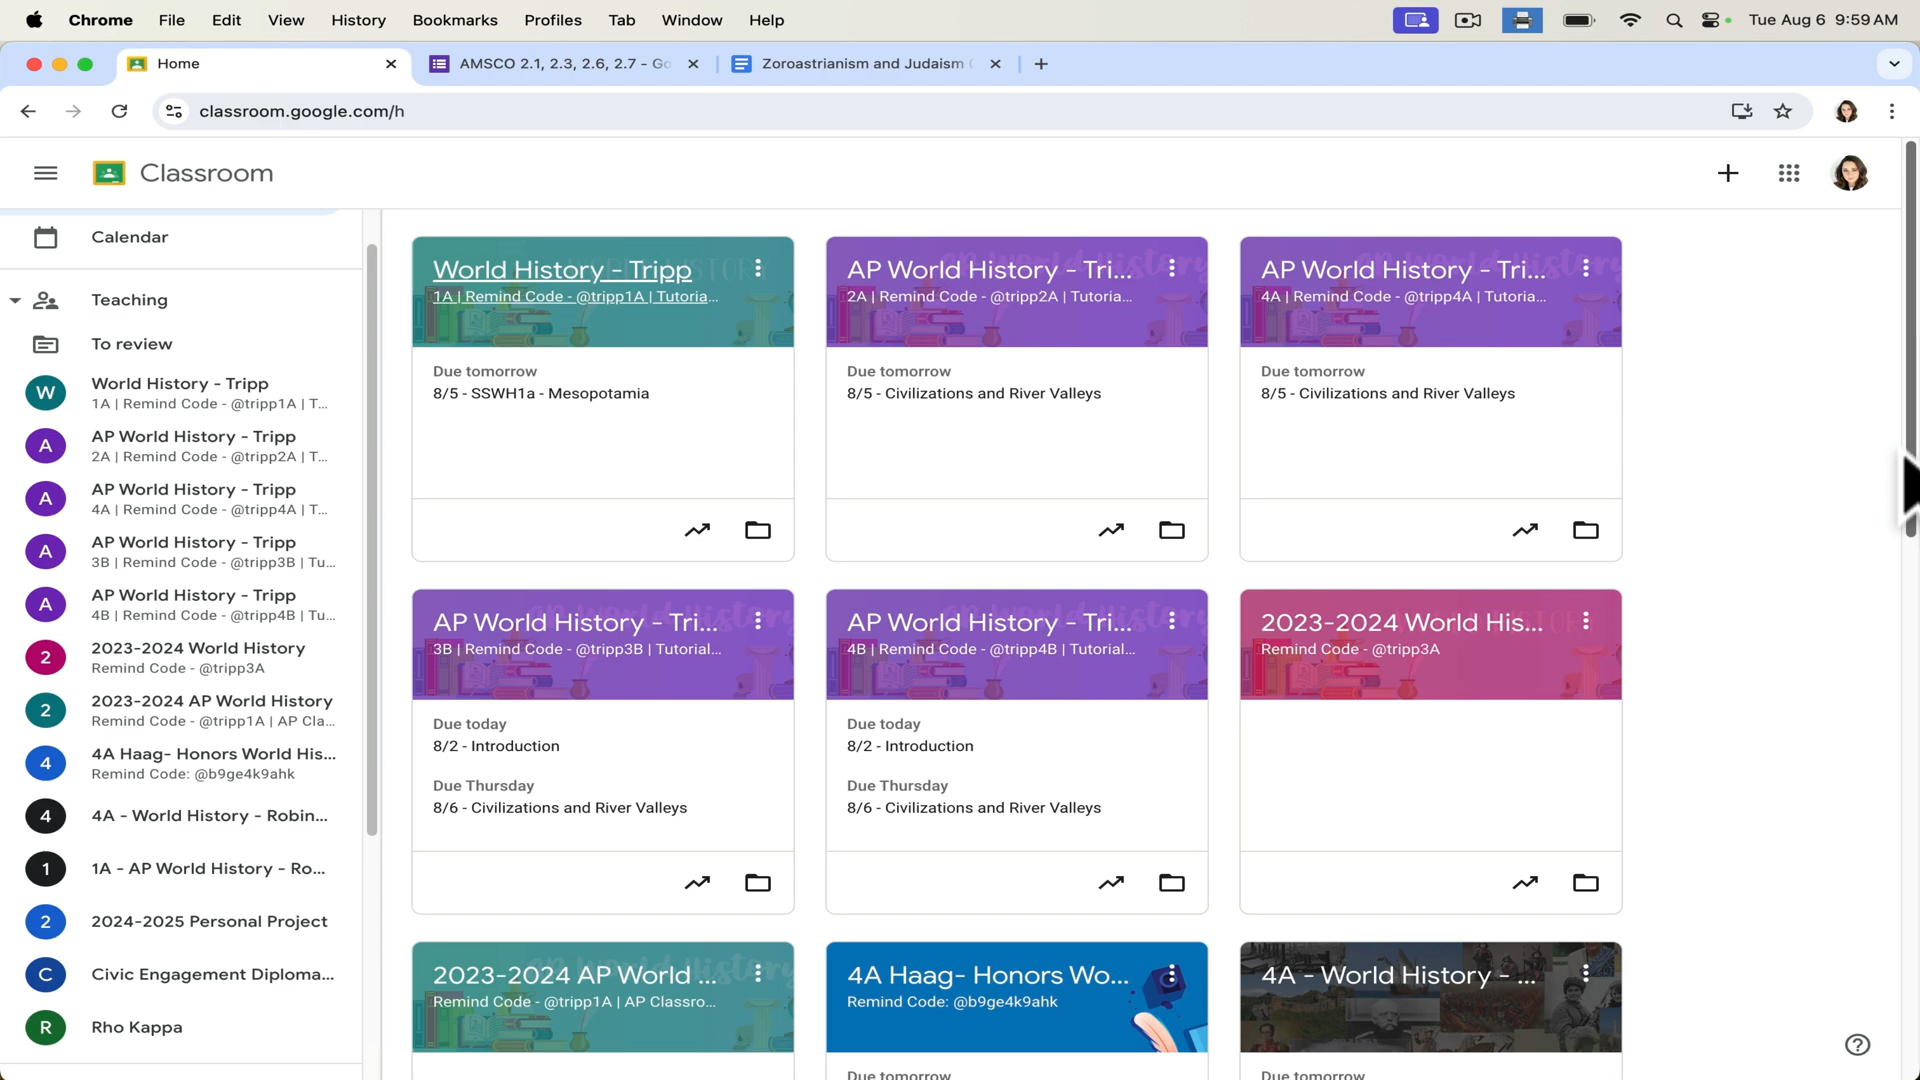 Chrome File Edit View History Bookmarks Profiles Tab Window Help
Tue Aug 6 9:59 AM
Home
AMSCO 2.1, 2.3, 2.6, 2.7 - Go
Zoroastrianism and Judaism
classroom.google.com/h
Classroom
Calendar
Teaching
To review
W
World History - Tripp
1A | Remind Code - @tripp1A | T...
A
AP World History - Tripp
2A | Remind Code - @tripp2A | T...
A
AP World History - Tripp
4A | Remind Code - @tripp4A | T...
A
AP World History - Tripp
3B | Remind Code - @tripp3B | Tu...
A
AP World History - Tripp
4B | Remind Code - @tripp4B | Tu...
2
2023-2024 World History
Remind Code - @tripp3A
2
2023-2024 AP World History
Remind Code - @tripp1A | AP Cla...
4
4A Haag- Honors World His...
Remind Code: @b9ge4k9ahk
4
4A - World History - Robin...
1
1A - AP World History - Ro...
2
2024-2025 Personal Project
C
Civic Engagement Diploma...
R
Rho Kappa
World History - Tripp
1A | Remind Code - @tripp1A | Tutoria...
Due tomorrow
8/5 - SSWH1a - Mesopotamia
AP World History - Tri...
2A | Remind Code - @tripp2A | Tutoria...
Due tomorrow
8/5 - Civilizations and River Valleys
AP World History - Tri...
4A | Remind Code - @tripp4A | Tutoria...
Due tomorrow
8/5 - Civilizations and River Valleys
AP World History - Tri...
3B | Remind Code - @tripp3B | Tutorial...
Due today
8/2 - Introduction
Due Thursday
8/6 - Civilizations and River Valleys
AP World History - Tri...
4B | Remind Code - @tripp4B | Tutorial...
Due today
8/2 - Introduction
Due Thursday
8/6 - Civilizations and River Valleys
2023-2024 World His...
Remind Code - @tripp3A
2023-2024 AP World ...
Remind Code - @tripp1A | AP Classro...
4A Haag- Honors Wo...
Remind Code: @b9ge4k9ahk
Due tomorrow
4A - World History - ...
Due tomorrow